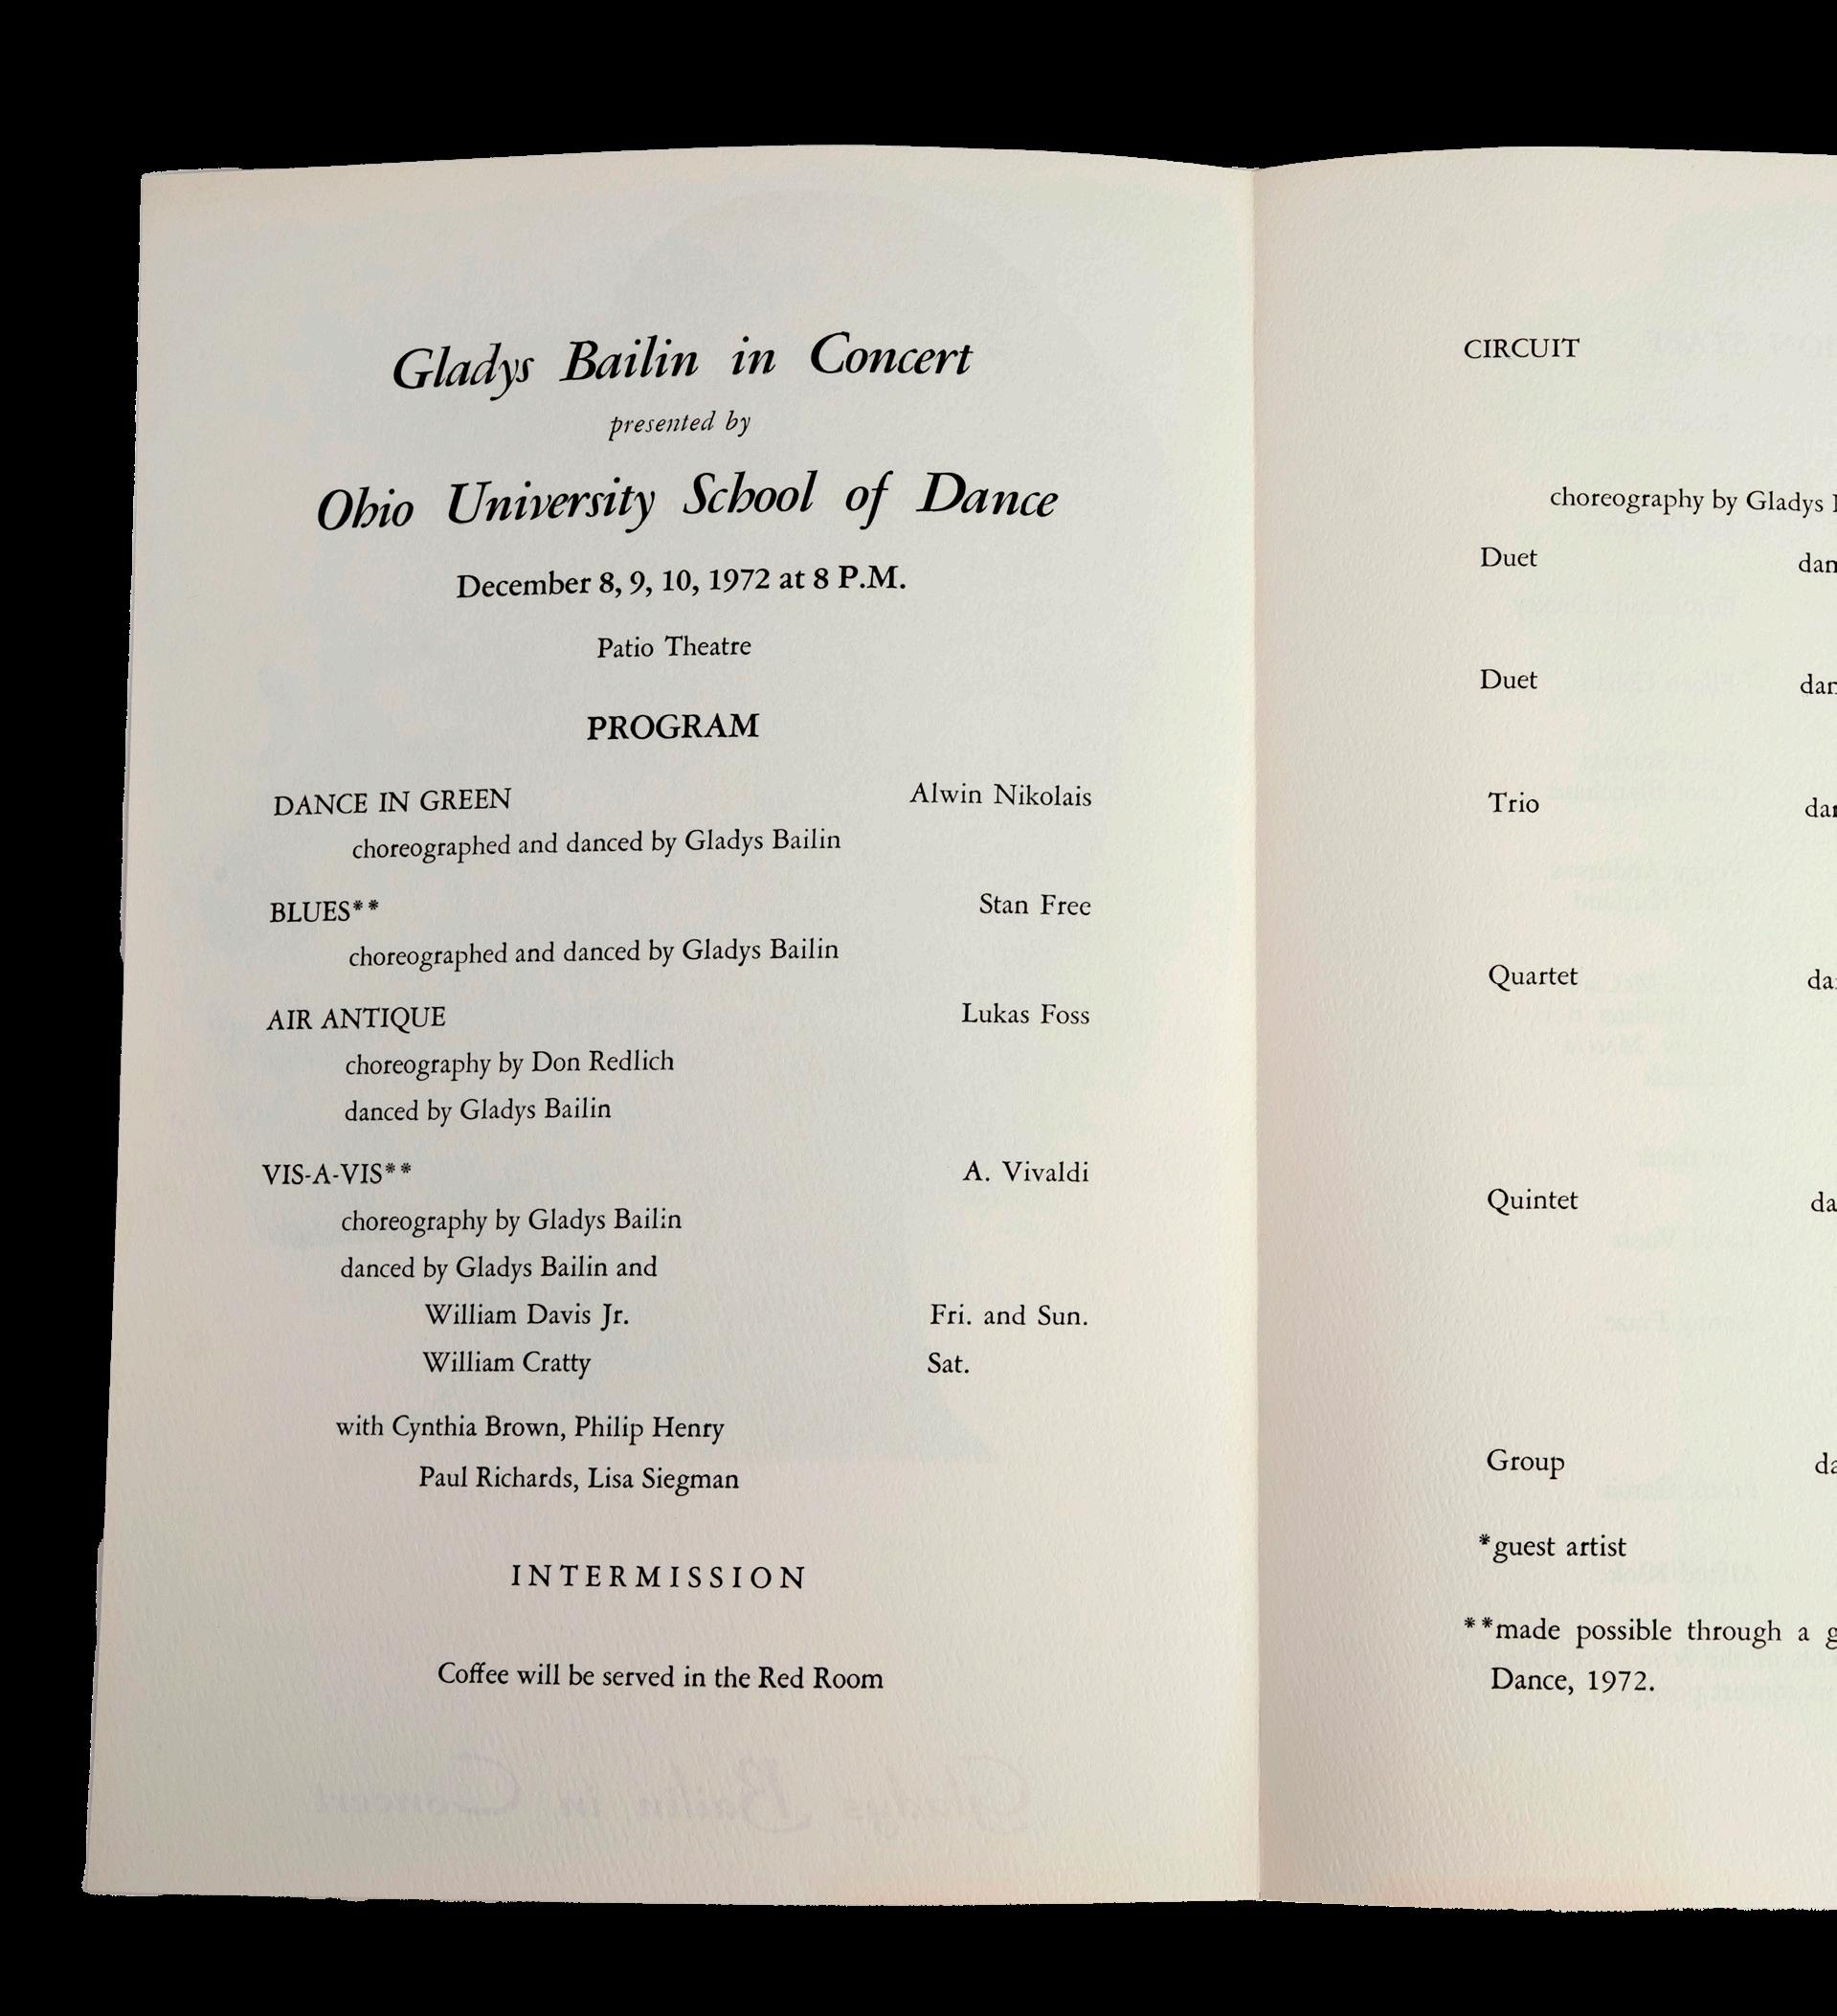 Gladys Bailin in Concert
presented by
Ohio University School of Dance
December 8, 9, 10, 1972 at 8 P.M.
Patio Theatre
PROGRAM
DANCE IN GREEN Alwin Nikolais
choreographed and danced by Gladys Bailin
BLUES** Stan Free
choreographed and danced by Gladys Bailin
AIR ANTIQUE Lukas Foss
choreography by Don Redlich
danced by Gladys Bailin
VIS-A-VIS** A. Vivaldi
choreography by Gladys Bailin
danced by Gladys Bailin and
William Davis Jr. Fri. and Sun.
William Cratty Sat.
with Cynthia Brown, Philip Henry
Paul Richards, Lisa Siegman
INTERMISSION
Coffee will be served in the Red Room
Gladys Bailin in Concert
CIRCUIT
choreography by Gladys
Duet
Duet
Trio
Quartet
Quintet
Group
*guest artist
**made possible through a
Dance, 1972.